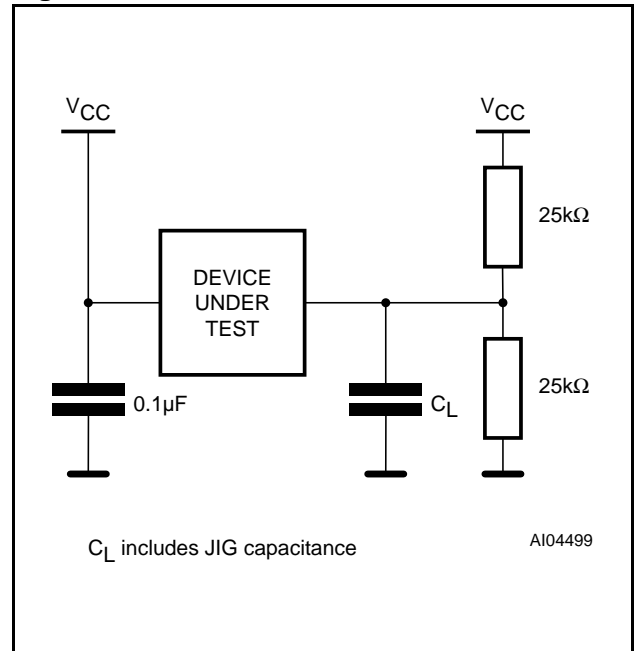 VCC
VCC
25kΩ
DEVICE
UNDER
TEST
0.1µF
CL
25kΩ
CL includes JIG capacitance
AI04499